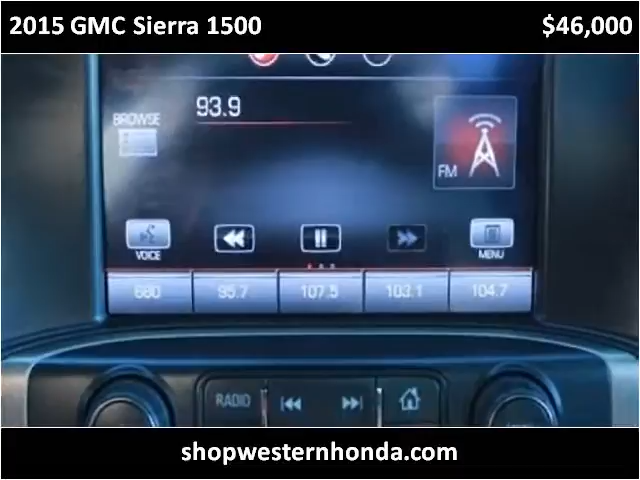 2015 GMC Sierra 1500 $46,000
93.9
BROWSE
FM
VOICE MENU
680 95.7 107.5 103.1 104.7
RADIO
shopwesternhonda.com